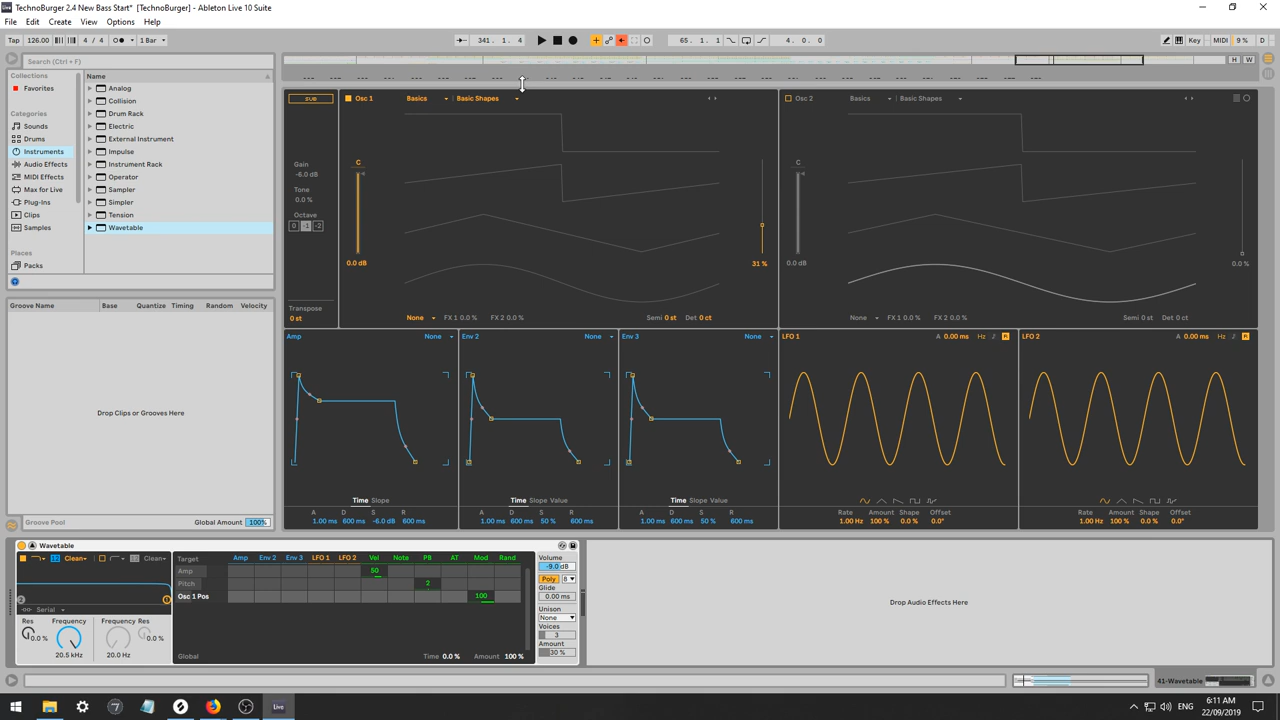 TechnoBurger 2.4 New Bass Start* [TechnoBurger] - Ableton Live 10 Suite
File Edit Create View Options Help
Tap 126.00 4 / 4 1 Bar 341. 1. 4 65. 1. 1 4. 0. 0 Key MIDI 9 % D
Search (Ctrl + F)
H W
Collections
Favorites
Categories
Sounds
Drums
Instruments
Audio Effects
MIDI Effects
Max for Live
Plug-Ins
Clips
Samples
Places
Packs
Name
Analog
Collision
Drum Rack
Electric
External Instrument
Impulse
Instrument Rack
Operator
Sampler
Simpler
Tension
Wavetable
Groove Name Base Quantize Timing Random Velocity
Drop Clips or Grooves Here
Groove Pool Global Amount 100%
SUB
Gain
-6.0 dB
Tone
0.0 %
Octave
0 -1 -2
Transpose
0 st
Osc 1 Basics Basic Shapes
C
0.0 dB
31 %
None FX 1 0.0 % FX 2 0.0 % Semi 0 st Det 0 ct
Osc 2 Basics Basic Shapes
C
0.0 dB
0.0 %
None FX 1 0.0 % FX 2 0.0 % Semi 0 st Det 0 ct
Amp None
Time Slope
A D S R
1.00 ms 600 ms -6.0 dB 600 ms
Env 2 None
Time Slope Value
A D S R
1.00 ms 600 ms 50 % 600 ms
Env 3 None
Time Slope Value
A D S R
1.00 ms 600 ms 50 % 600 ms
LFO 1 A 0.00 ms Hz R
Rate Amount Shape Offset
1.00 Hz 100 % 0.0 % 0.0°
LFO 2 A 0.00 ms Hz R
Rate Amount Shape Offset
1.00 Hz 100 % 0.0 % 0.0°
Wavetable
12 Clean 12 Clean
2 1
Serial
Res Frequency Frequency Res
0.0 % 0.0 %
20.5 kHz 20.0 Hz
Target Amp Env 2 Env 3 LFO 1 LFO 2 Vel Note PB AT Mod Rand
Amp 50
Pitch 2
Osc 1 Pos 100
Global Time 0.0 % Amount 100 %
Volume
-9.0 dB
Poly 8
Glide
0.00 ms
Unison
None
Voices
3
Amount
30 %
Drop Audio Effects Here
41-Wavetable
Live
ENG
6:11 AM
22/09/2019